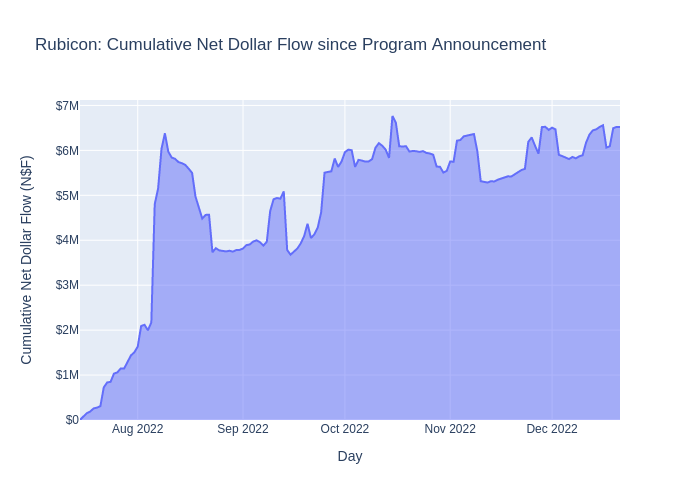 Rubicon: Cumulative Net Dollar Flow since Program Announcement
Cumulative Net Dollar Flow (N$F)
$7M
$6M
$5M
$4M
$3M
$2M
$1M
$0
Aug 2022
Sep 2022
Oct 2022
Nov 2022
Dec 2022
Day